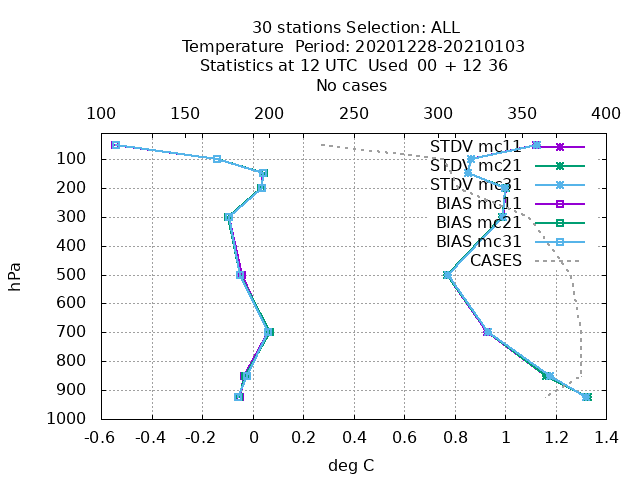 30 stations Selection: ALL
Temperature  Period: 20201228-20210103
Statistics at 12 UTC  Used  00 + 12 36
No cases
100 150 200 250 300 350 400
STDV mc11
100
STDV mc21
STDV mc31
200
BIAS mc11
300
BIAS mc21
400
BIAS mc31
CASES
500
hPa
600
700
800
900
1000
-0.6 -0.4 -0.2 0 0.2 0.4 0.6 0.8 1 1.2 1.4
deg C